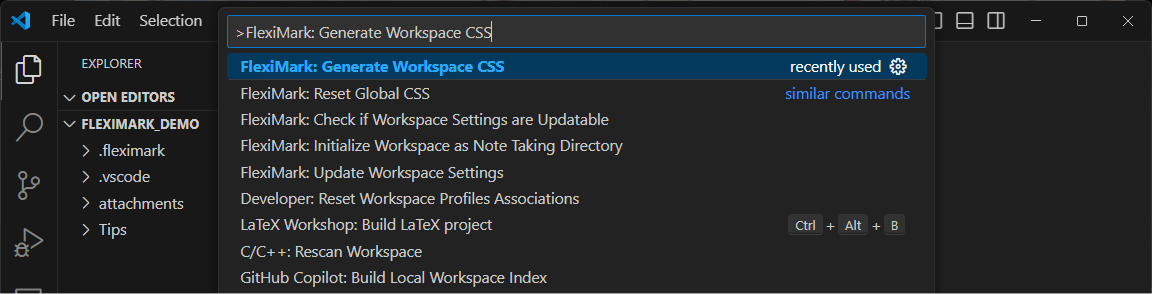 File Edit Selection
>FlexiMark: Generate Workspace CSS
EXPLORER
OPEN EDITORS
FLEXIMARK_DEMO
.fleximark
.vscode
attachments
Tips
FlexiMark: Generate Workspace CSS recently used
FlexiMark: Reset Global CSS similar commands
FlexiMark: Check if Workspace Settings are Updatable
FlexiMark: Initialize Workspace as Note Taking Directory
FlexiMark: Update Workspace Settings
Developer: Reset Workspace Profiles Associations
LaTeX Workshop: Build LaTeX project Ctrl + Alt + B
C/C++: Rescan Workspace
GitHub Copilot: Build Local Workspace Index